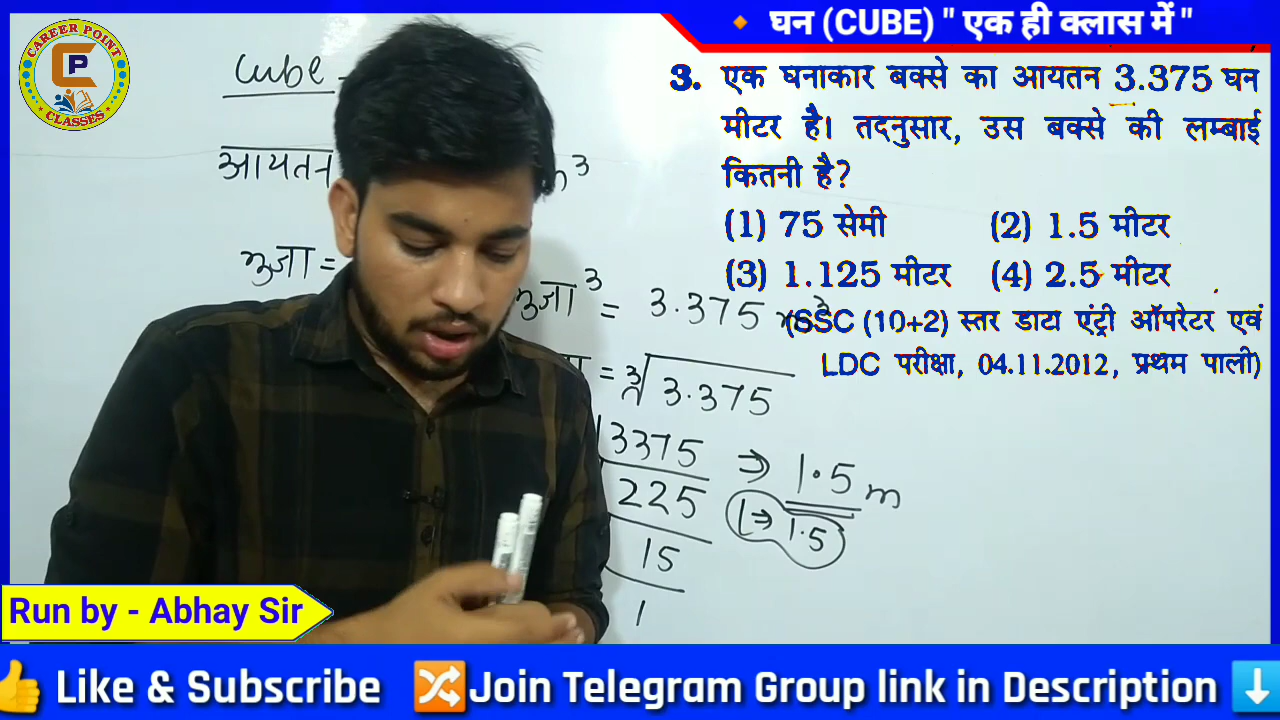 CAREER POINT
CP
CLASSES
🔸 घन (CUBE) " एक ही क्लास में "
3. एक घनाकार बक्से का आयतन 3.375 घन
मीटर है। तदनुसार, उस बक्से की लम्बाई
कितनी है?
(1) 75 सेमी (2) 1.5 मीटर
(3) 1.125 मीटर (4) 2.5 मीटर
(SSC (10+2) स्तर डाटा एंट्री ऑपरेटर एवं
LDC परीक्षा, 04.11.2012, प्रथम पाली)
Cube -
आयतन
भुजा =
भुजा³ = 3.375 m³
= ∛3.375
3375
225
15
1
⇒ 1.5 m
l ⇒ 1.5
Run by - Abhay Sir
👍 Like & Subscribe 🔀 Join Telegram Group link in Description ⬇